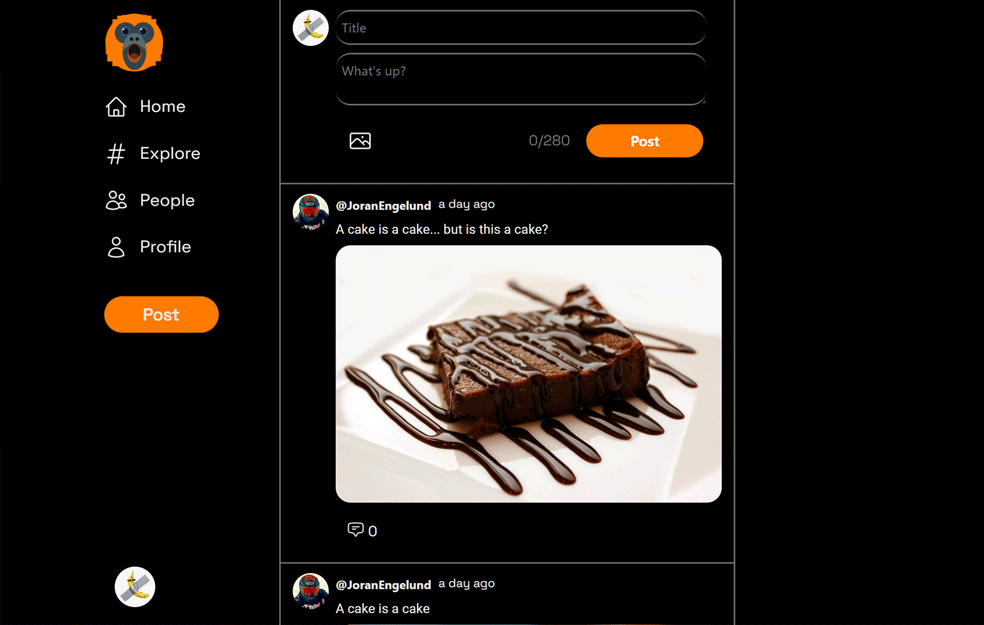 Home
Explore
People
Profile
Post
Title
What's up?
0/280
Post
@JoranEngelund a day ago
A cake is a cake... but is this a cake?
0
@JoranEngelund a day ago
A cake is a cake